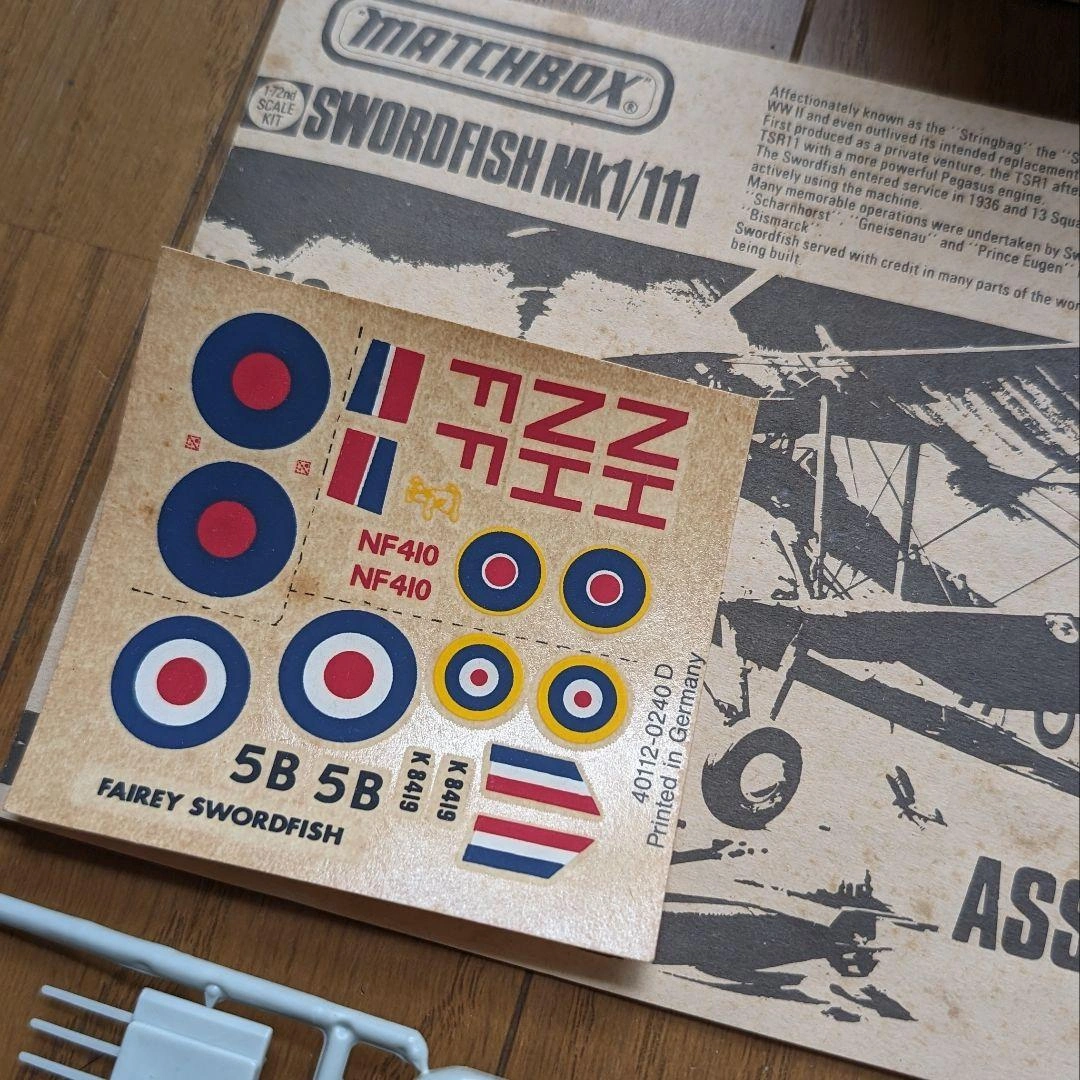 "MATCHBOX"®
1·72nd
SCALE
KIT
SWORDFISH Mk1/111
Affectionately known as the "Stringbag" the "S
WW II and even outlived its intended replacement
First produced as a private venture, the TSR1 afte
TSR11 with a more powerful Pegasus engine.
The Swordfish entered service in 1936 and 13 Squa
actively using the machine.
Many memorable operations were undertaken by Sw
"Scharnhorst" "Gneisenau" and "Prince Eugen"
"Bismarck".
Swordfish served with credit in many parts of the wor
being built.
NH
NH
F
F
NF410
NF410
5B 5B
K8419
K8419
FAIREY SWORDFISH
40112-0240 D
Printed in Germany
ASS